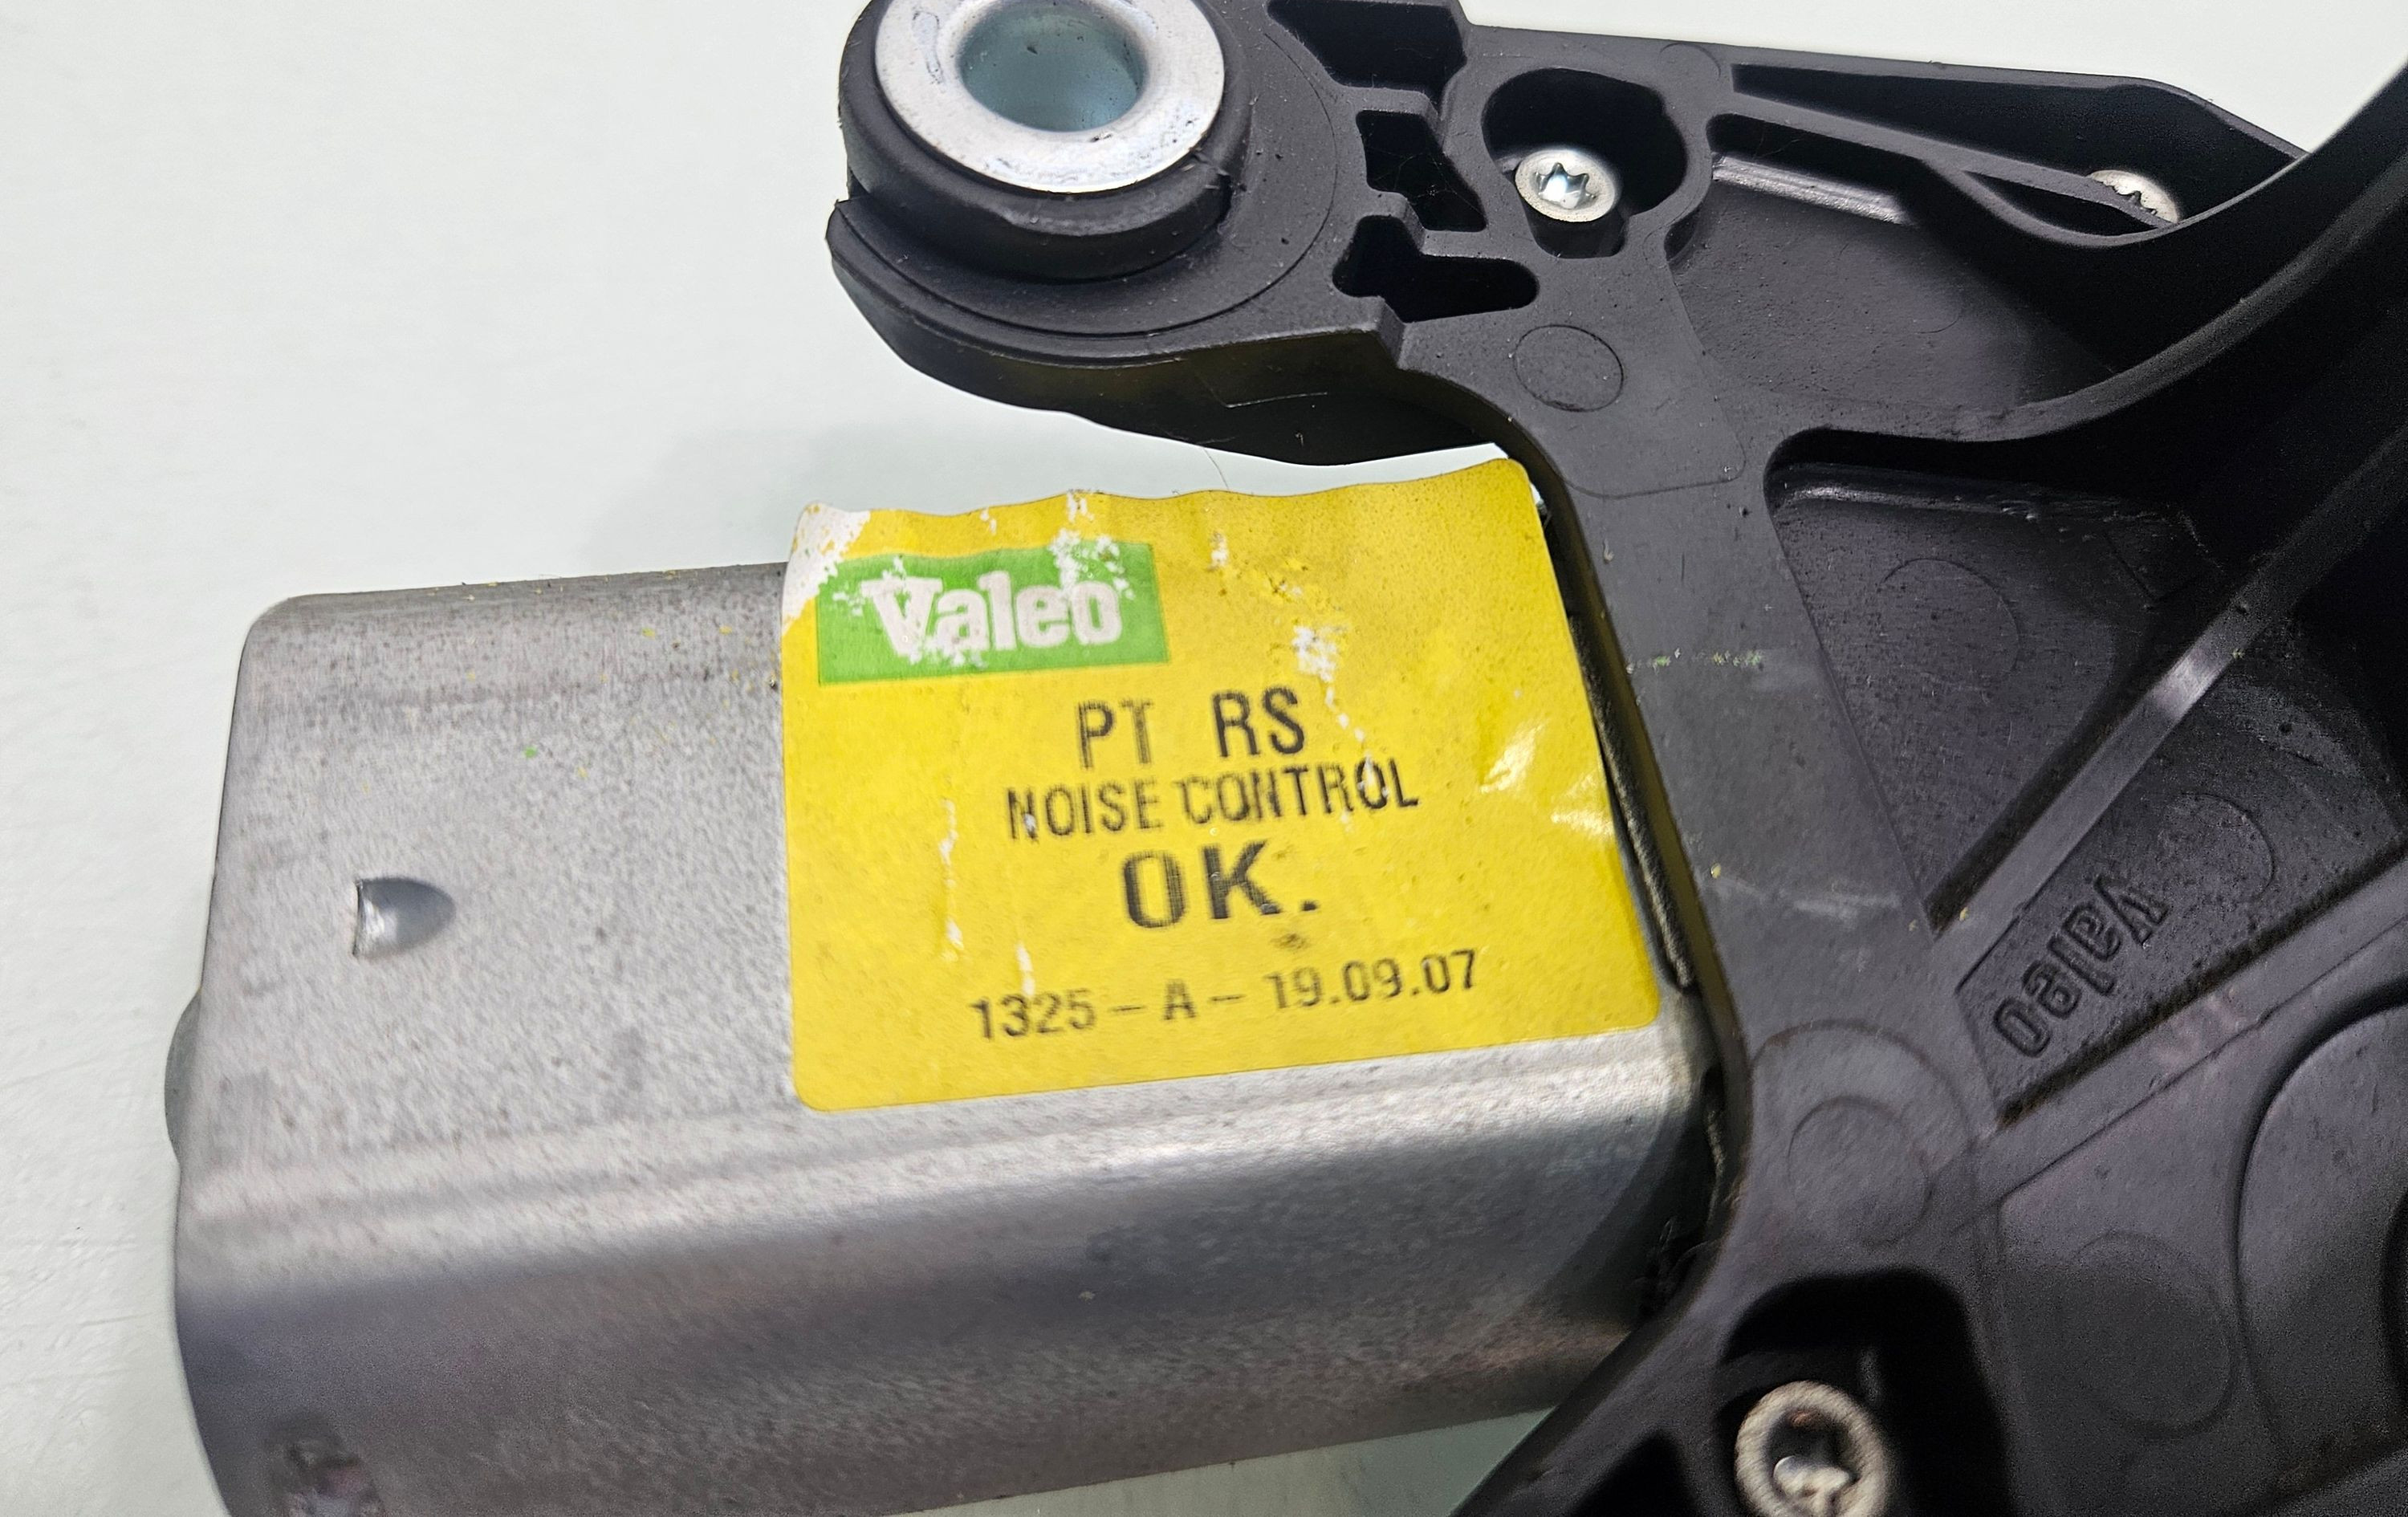 Valeo
PT RS
NOISE CONTROL
OK.
1325 - A - 19.09.07
Valeo